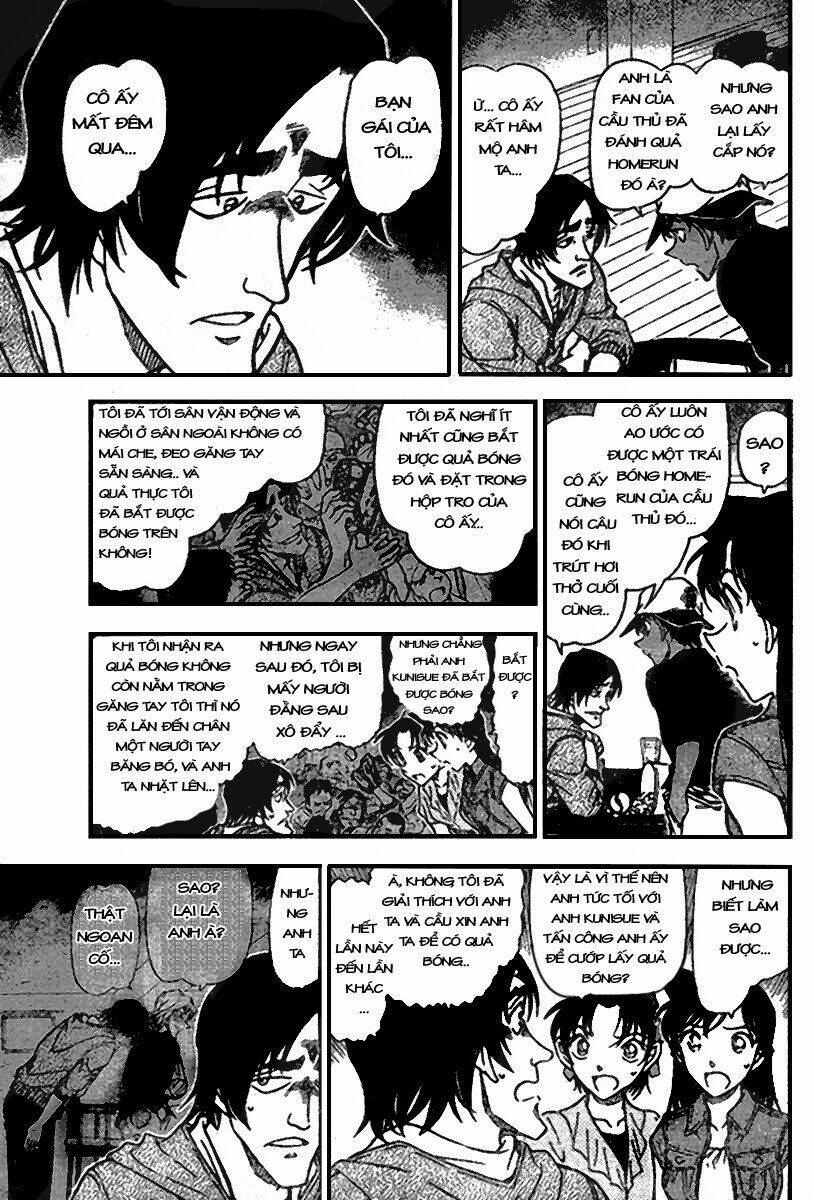 NHƯNG
SAO ANH
LẠI LẤY
CẮP NÓ?
ANH LÀ
FAN CỦA
CẦU THỦ ĐÃ
ĐÁNH QUẢ
HOMERUN
ĐÓ À?
Ừ... CÔ ẤY
RẤT HÂM
MỘ ANH
TA...
BẠN
GÁI CỦA
TÔI...
CÔ ẤY
MẤT ĐÊM
QUA...
SAO
?
CÔ ẤY LUÔN
AO ƯỚC CÓ
ĐƯỢC MỘT TRÁI
BÓNG HOME-
RUN CỦA CẦU
THỦ ĐÓ...
CÔ ẤY
CŨNG
NÓI CÂU
ĐÓ KHI
TRÚT HƠI
THỞ CUỐI
CÙNG..
TÔI ĐÃ NGHĨ ÍT
NHẤT CŨNG BẮT
ĐƯỢC QUẢ BÓNG
ĐÓ VÀ ĐẶT TRONG
HỘP TRO CỦA
CÔ ẤY..
TÔI ĐÃ TỚI SÂN VẬN ĐỘNG VÀ
NGỒI Ở SÂN NGOÀI KHÔNG CÓ
MÁI CHE, ĐEO GĂNG TAY
SẴN SÀNG.. VÀ
QUẢ THỰC TÔI
ĐÃ BẮT ĐƯỢC
BÓNG TRÊN
KHÔNG!
BẮT
ĐƯỢC
?
NHƯNG CHẲNG
PHẢI ANH
KUNISUE ĐÃ BẮT
ĐƯỢC BÓNG
SAO?
NHƯNG NGAY
SAU ĐÓ, TÔI BỊ
MẤY NGƯỜI
ĐẰNG SAU
XÔ ĐẨY ...
KHI TÔI NHẬN RA
QUẢ BÓNG KHÔNG
CÒN NẰM TRONG
GĂNG TAY TÔI THÌ NÓ
ĐÃ LĂN ĐẾN CHÂN
MỘT NGƯỜI TAY
BĂNG BÓ, VÀ ANH
TA NHẶT LÊN...
NHƯNG
BIẾT LÀM
SAO
ĐƯỢC...
VẬY LÀ VÌ THẾ NÊN
ANH TỨC TỐI VỚI
ANH KUNISUE VÀ
TẤN CÔNG ANH ẤY
ĐỂ CƯỚP LẤY QUẢ
BÓNG?
À, KHÔNG, TÔI ĐÃ
GIẢI THÍCH VỚI ANH
TA VÀ CẦU XIN ANH
TA ĐỂ CÓ QUẢ
BÓNG..
HẾT
LẦN NÀY
ĐẾN LẦN
KHÁC
...
NHƯ-
NG
ANH TA
SAO?
LẠI LÀ
ANH Á?
THẬT
NGOAN
CỐ...